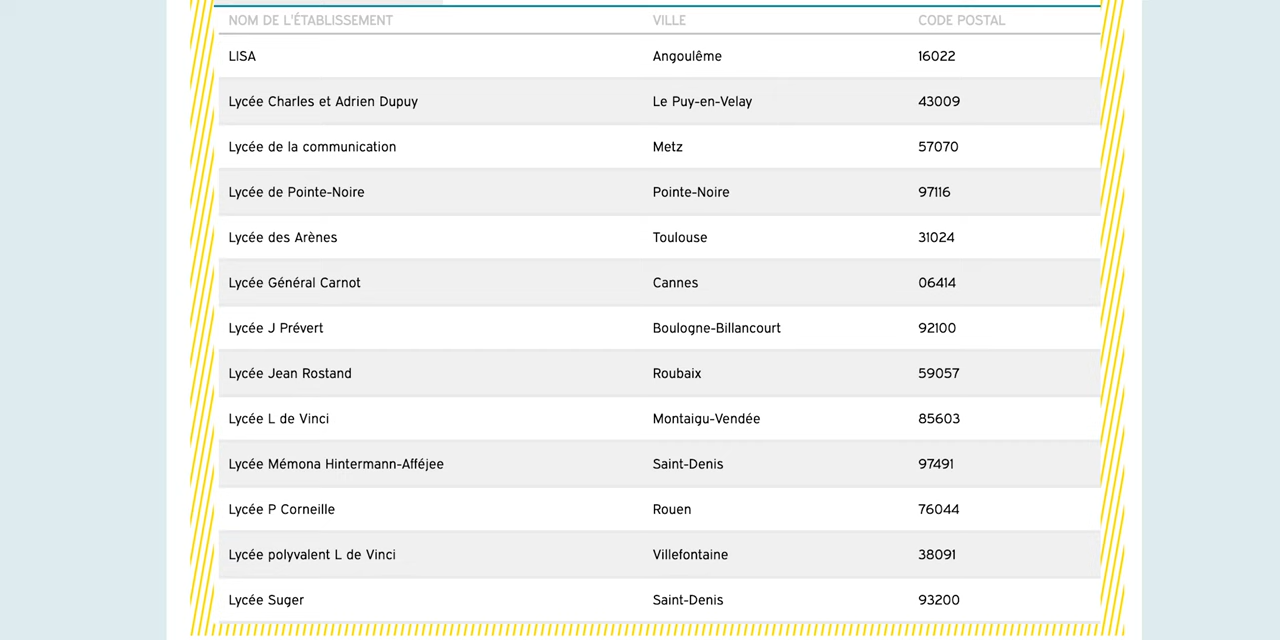 NOM DE L'ÉTABLISSEMENT VILLE CODE POSTAL
LISA Angoulême 16022
Lycée Charles et Adrien Dupuy Le Puy-en-Velay 43009
Lycée de la communication Metz 57070
Lycée de Pointe-Noire Pointe-Noire 97116
Lycée des Arènes Toulouse 31024
Lycée Général Carnot Cannes 06414
Lycée J Prévert Boulogne-Billancourt 92100
Lycée Jean Rostand Roubaix 59057
Lycée L de Vinci Montaigu-Vendée 85603
Lycée Mémona Hintermann-Afféjee Saint-Denis 97491
Lycée P Corneille Rouen 76044
Lycée polyvalent L de Vinci Villefontaine 38091
Lycée Suger Saint-Denis 93200